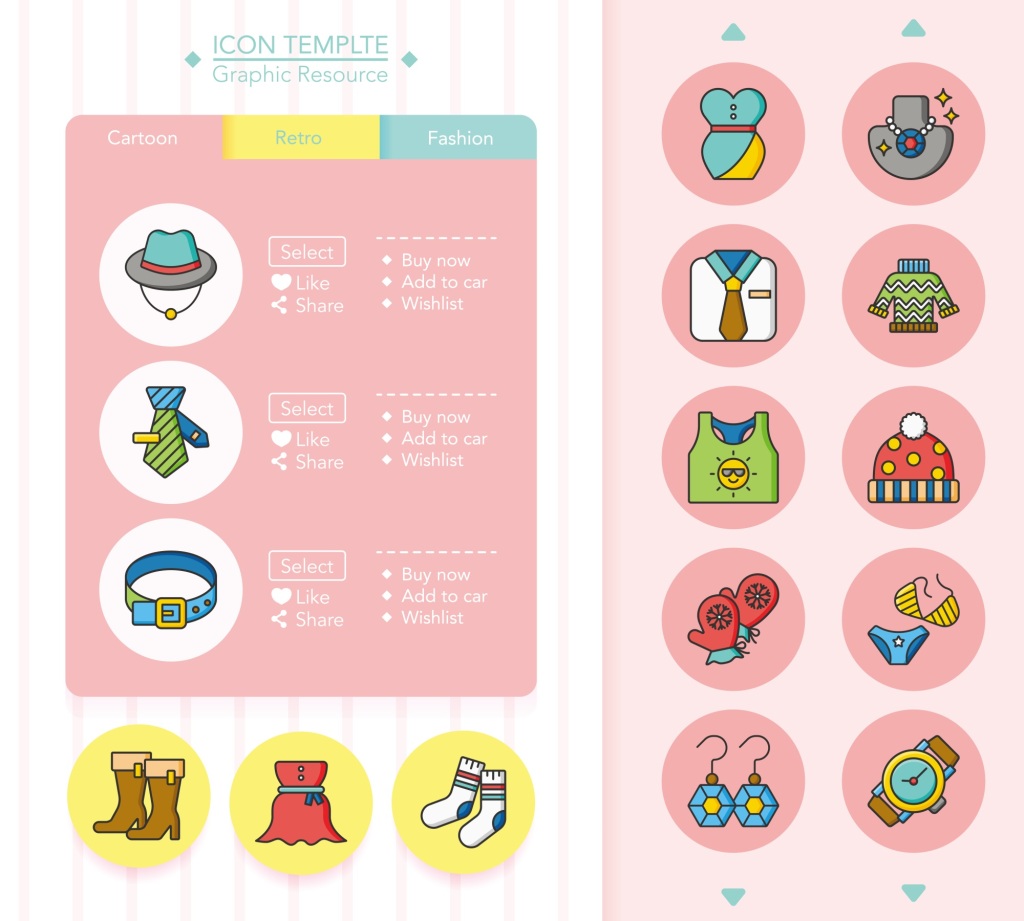 ICON TEMPLTE
Graphic Resource
Cartoon
Retro
Fashion
Select
Like
Share
Buy now
Add to car
Wishlist
Select
Like
Share
Buy now
Add to car
Wishlist
Select
Like
Share
Buy now
Add to car
Wishlist